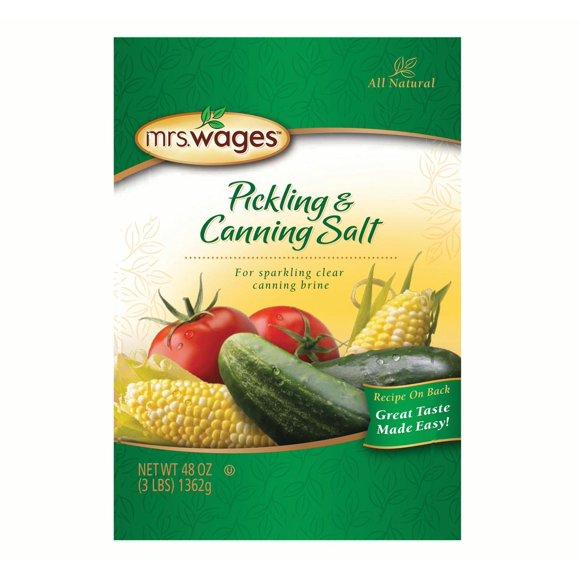 All Natural
mrs.wages™
Pickling &
Canning Salt
For sparkling clear
canning brine
Recipe On Back
Great Taste
Made Easy!
NET WT 48 OZ Ⓤ
(3 LBS) 1362g